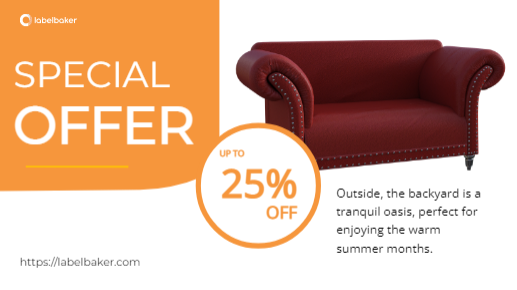 labelbaker
SPECIAL
OFFER
UP TO
25%
OFF
Outside, the backyard is a
tranquil oasis, perfect for
enjoying the warm
summer months.
https://labelbaker.com